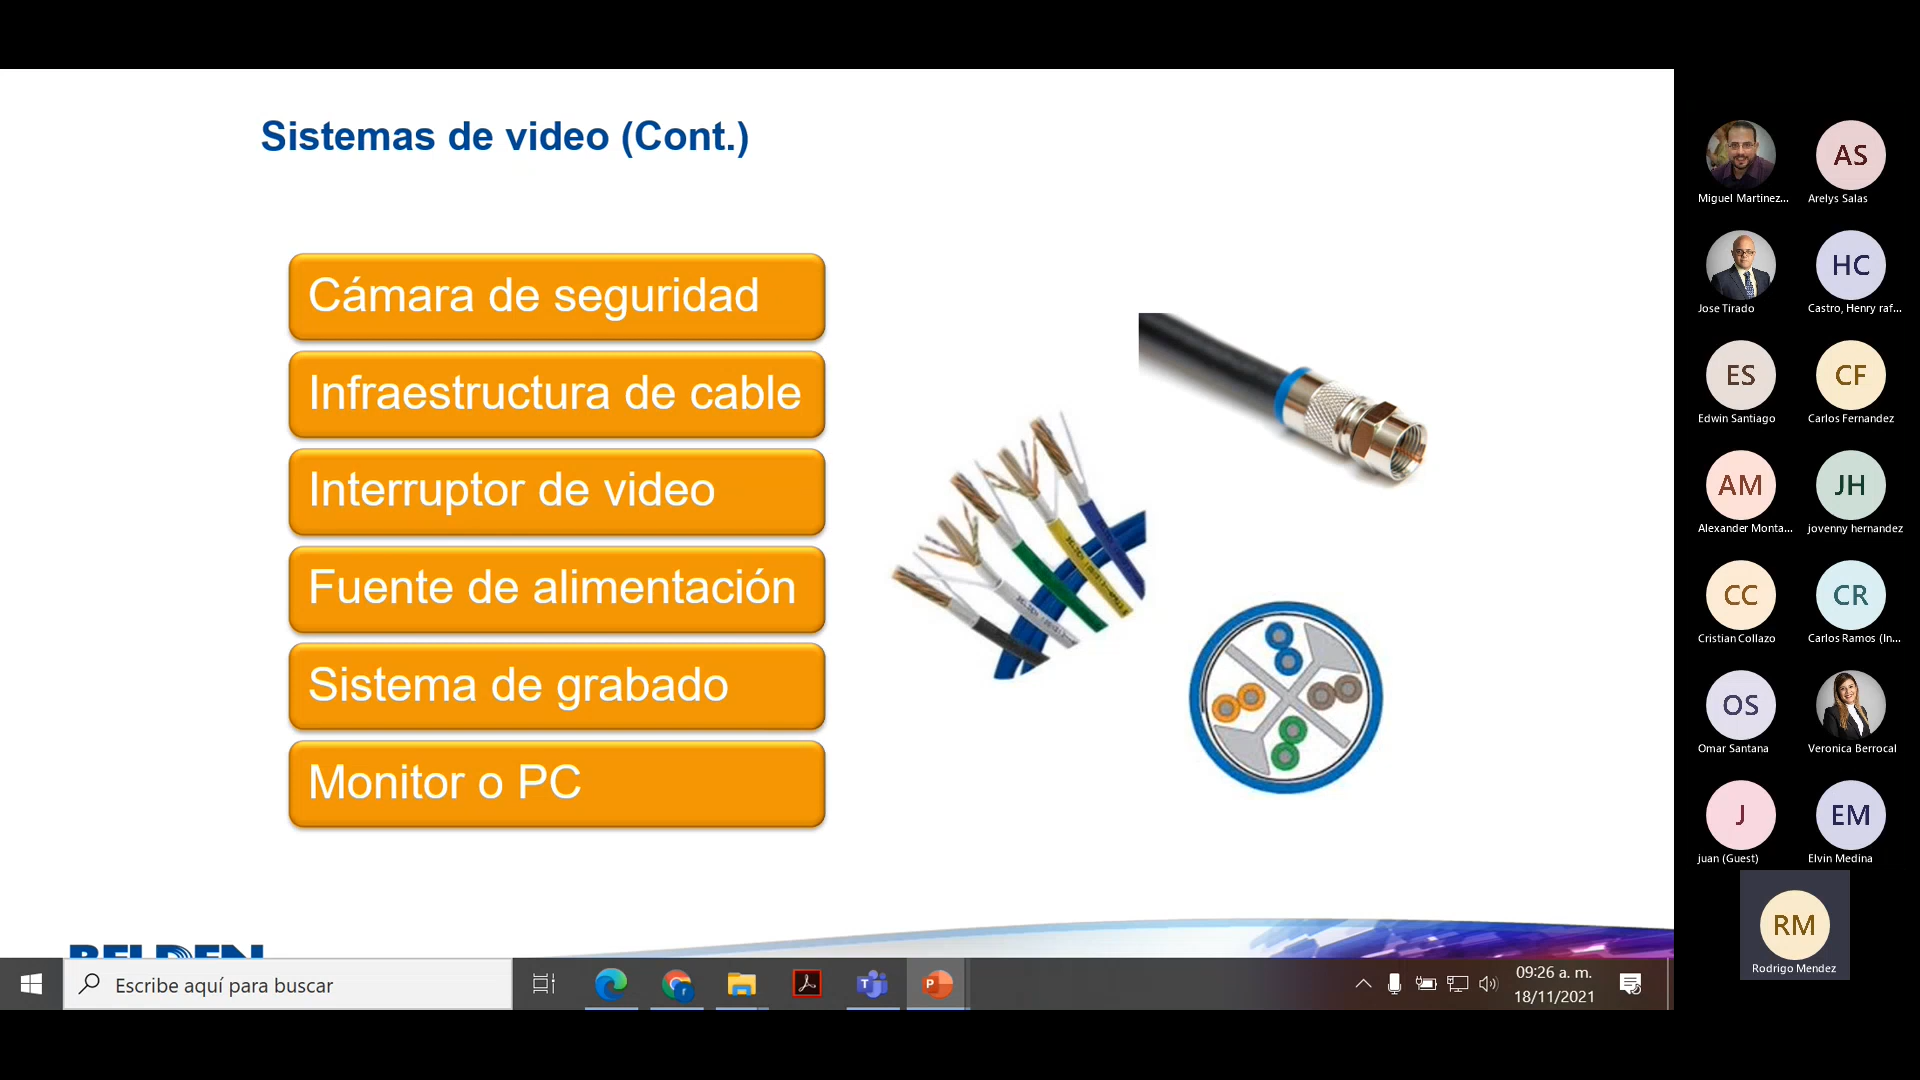 Sistemas de video (Cont.)
Cámara de seguridad
Infraestructura de cable
Interruptor de video
Fuente de alimentación
Sistema de grabado
Monitor o PC
BELDEN
Escribe aquí para buscar
09:26 a. m.
18/11/2021
Miguel Martinez...
AS
Arelys Salas
Jose Tirado
HC
Castro, Henry raf...
ES
Edwin Santiago
CF
Carlos Fernandez
AM
Alexander Monta...
JH
jovenny hernandez
CC
Cristian Collazo
CR
Carlos Ramos (In...
OS
Omar Santana
Veronica Berrocal
J
juan (Guest)
EM
Elvin Medina
RM
Rodrigo Mendez